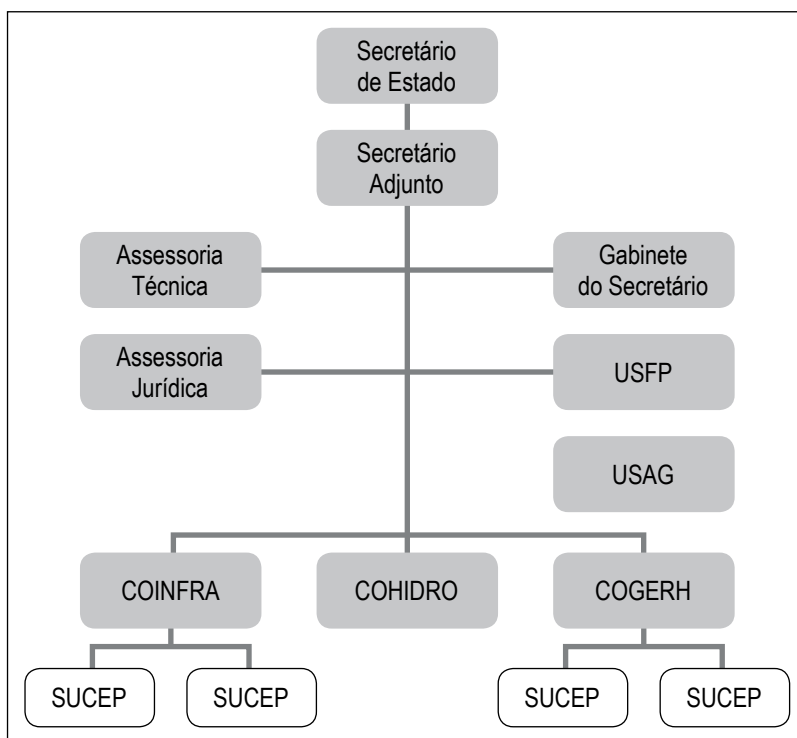 Secretário
de Estado
Secretário
Adjunto
Assessoria
Técnica
Gabinete
do Secretário
Assessoria
Jurídica
USFP
USAG
COINFRA
COHIDRO
COGERH
SUCEP
SUCEP
SUCEP
SUCEP